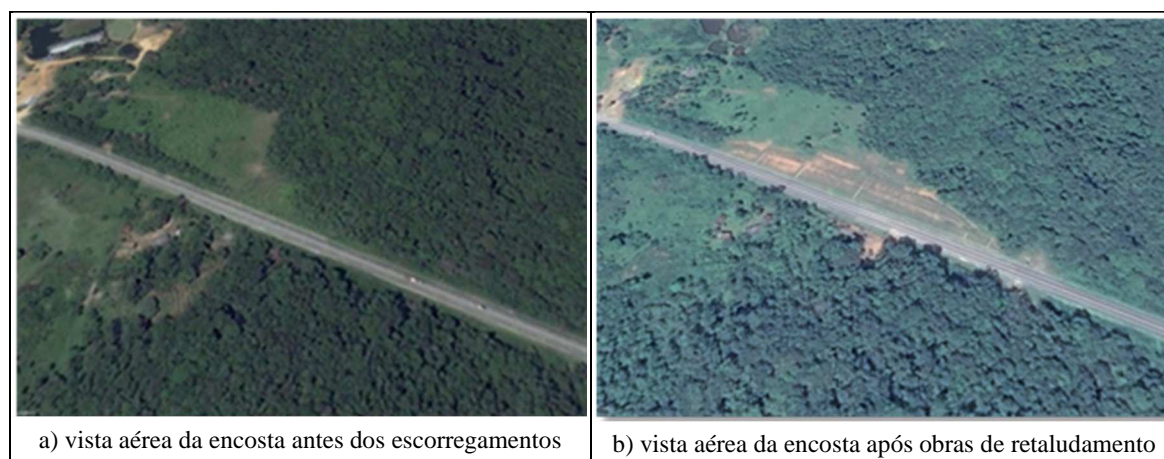 a) vista aérea da encosta antes dos escorregamentos
b) vista aérea da encosta após obras de retaludamento